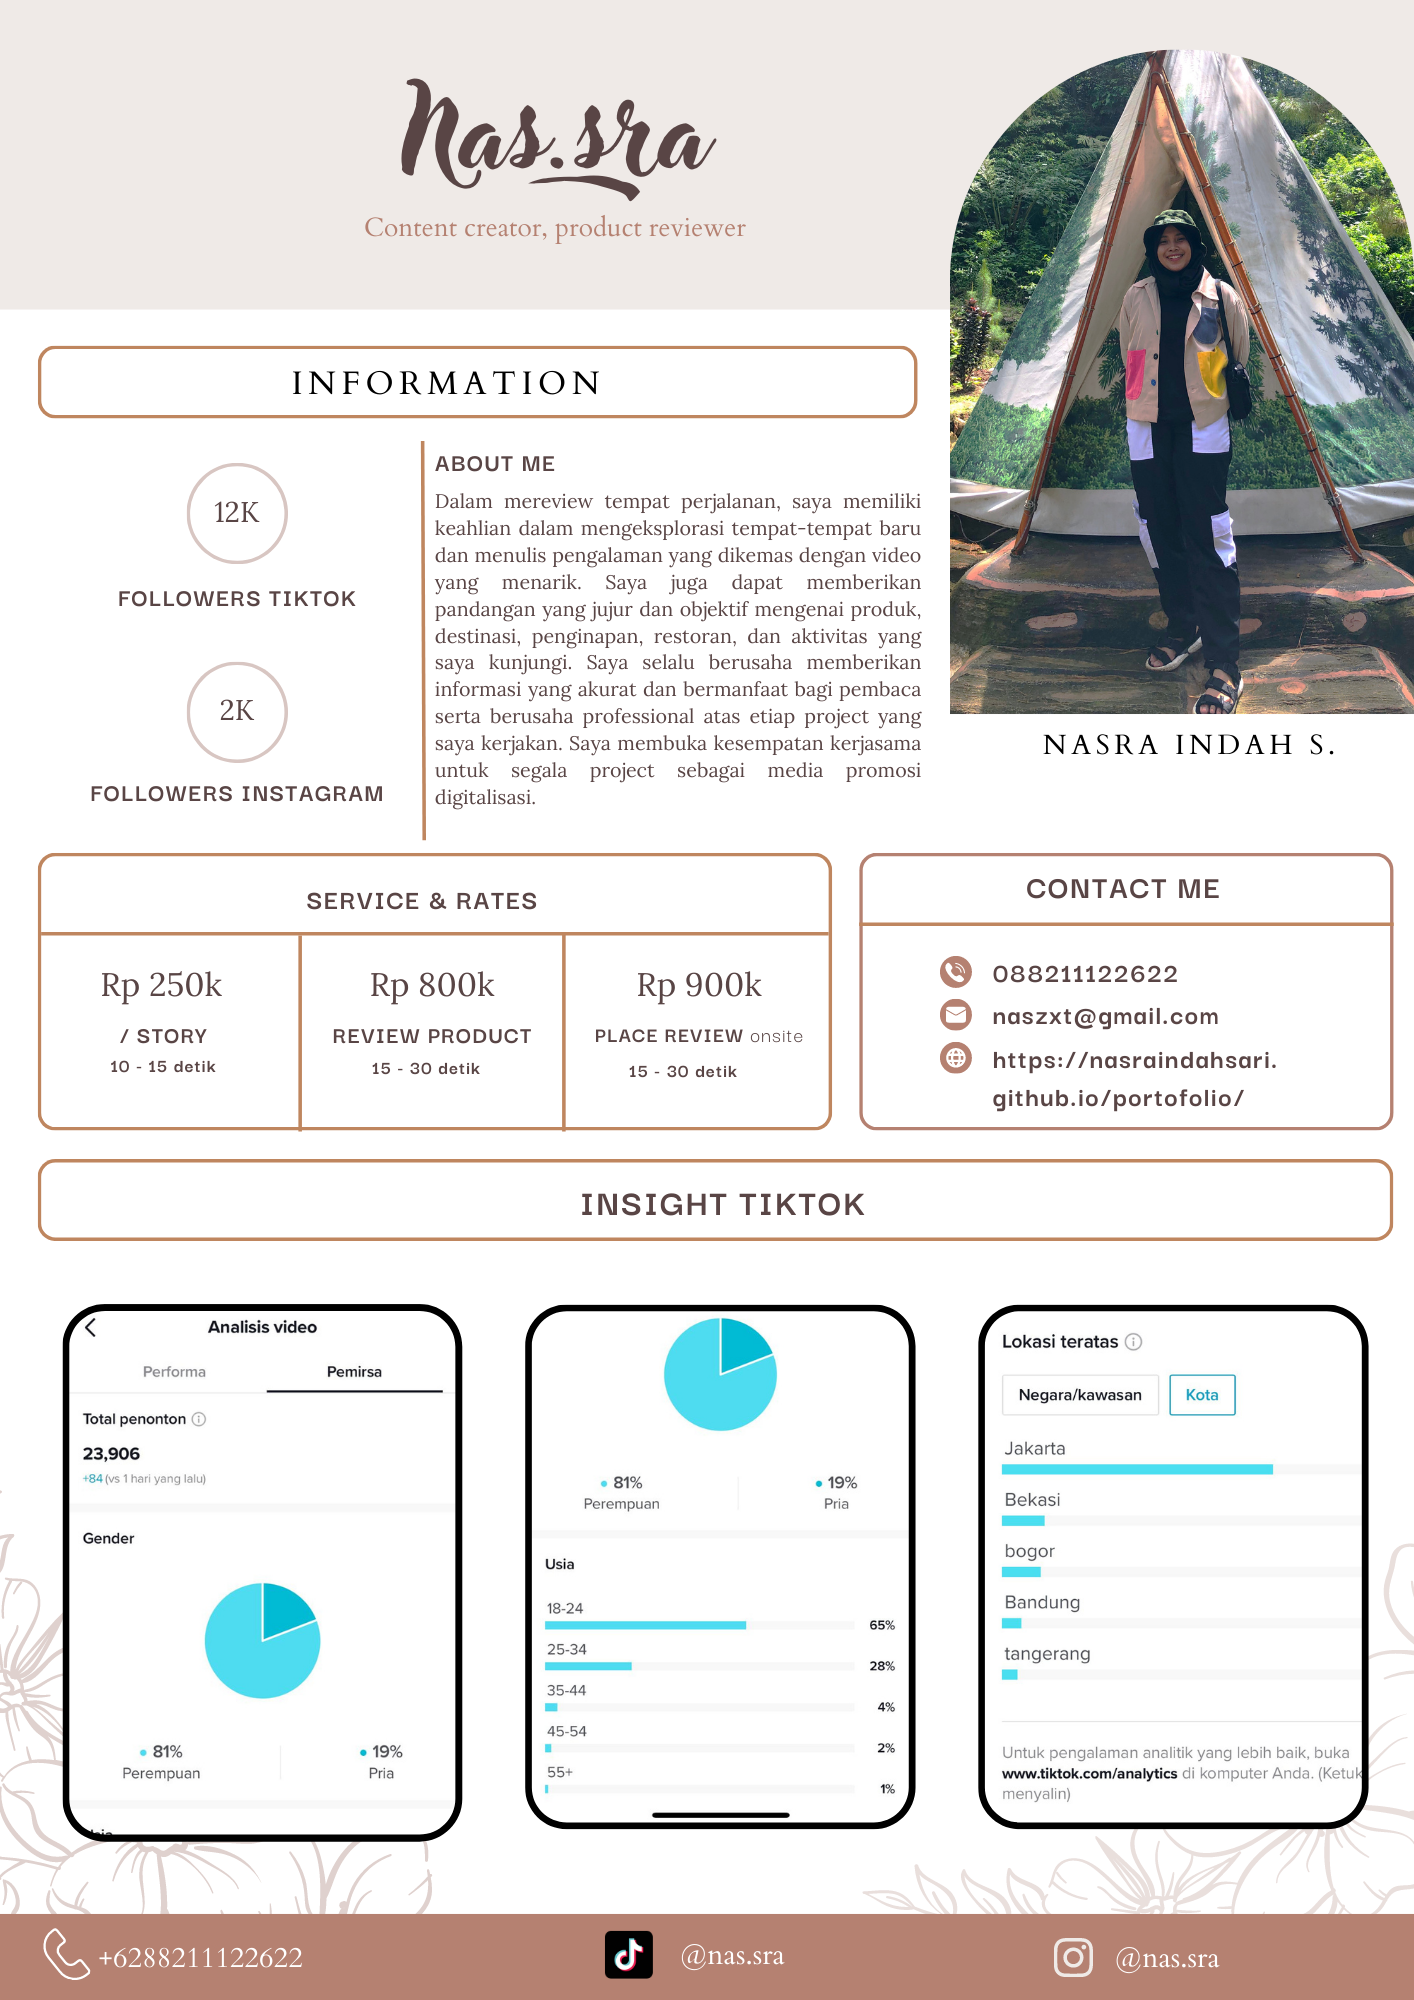 Nas.sra
Content creator, product reviewer
INFORMATION
12K
FOLLOWERS TIKTOK
2K
FOLLOWERS INSTAGRAM
ABOUT ME
Dalam mereview tempat perjalanan, saya memiliki
keahlian dalam mengeksplorasi tempat-tempat baru
dan menulis pengalaman yang dikemas dengan video
yang menarik. Saya juga dapat memberikan
pandangan yang jujur dan objektif mengenai produk,
destinasi, penginapan, restoran, dan aktivitas yang
saya kunjungi. Saya selalu berusaha memberikan
informasi yang akurat dan bermanfaat bagi pembaca
serta berusaha professional atas etiap project yang
saya kerjakan. Saya membuka kesempatan kerjasama
untuk segala project sebagai media promosi
digitalisasi.
NASRA INDAH S.
SERVICE & RATES
Rp 250k
/ STORY
10 - 15 detik
Rp 800k
REVIEW PRODUCT
15 - 30 detik
Rp 900k
PLACE REVIEW onsite
15 - 30 detik
CONTACT ME
088211122622
naszxt@gmail.com
https://nasraindahsari.
github.io/portofolio/
INSIGHT TIKTOK
Analisis video
Performa
Pemirsa
Total penonton
23,906
+84 (vs 1 hari yang lalu)
Gender
81%
Perempuan
19%
Pria
81%
Perempuan
19%
Pria
Usia
18-24
65%
25-34
28%
35-44
4%
45-54
2%
55+
1%
Lokasi teratas
Negara/kawasan
Kota
Jakarta
Bekasi
bogor
Bandung
tangerang
Untuk pengalaman analitik yang lebih baik, buka
www.tiktok.com/analytics di komputer Anda. (Ketuk
menyalin)
+6288211122622
@nas.sra
@nas.sra